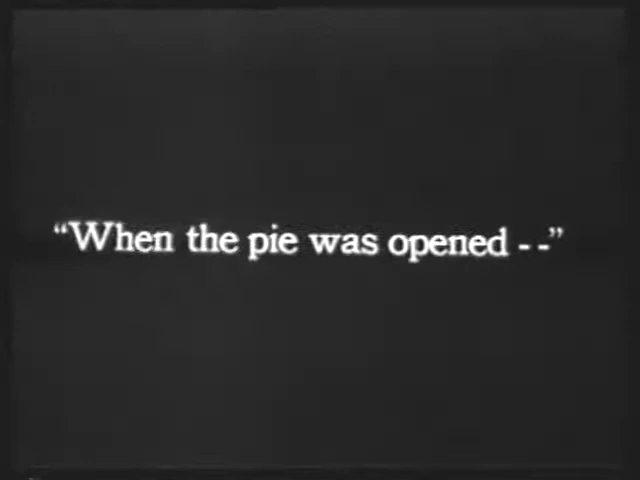 “When the pie was opened - -”